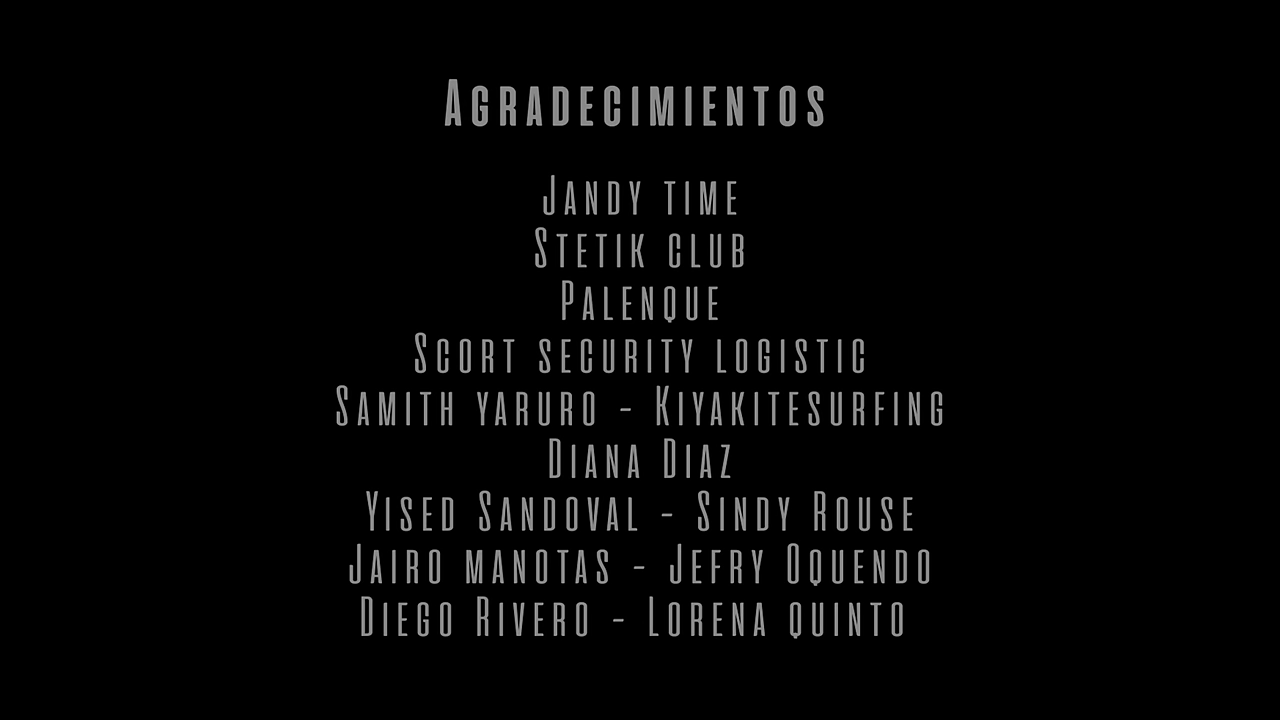 Agradecimientos
Jandy time
Stetik club
Palenque
Scort security logistic
Samith yaruro - Kiyakitesurfing
Diana Diaz
Yised Sandoval - Sindy Rouse
Jairo manotas - Jefry Oquendo
Diego Rivero - Lorena quinto